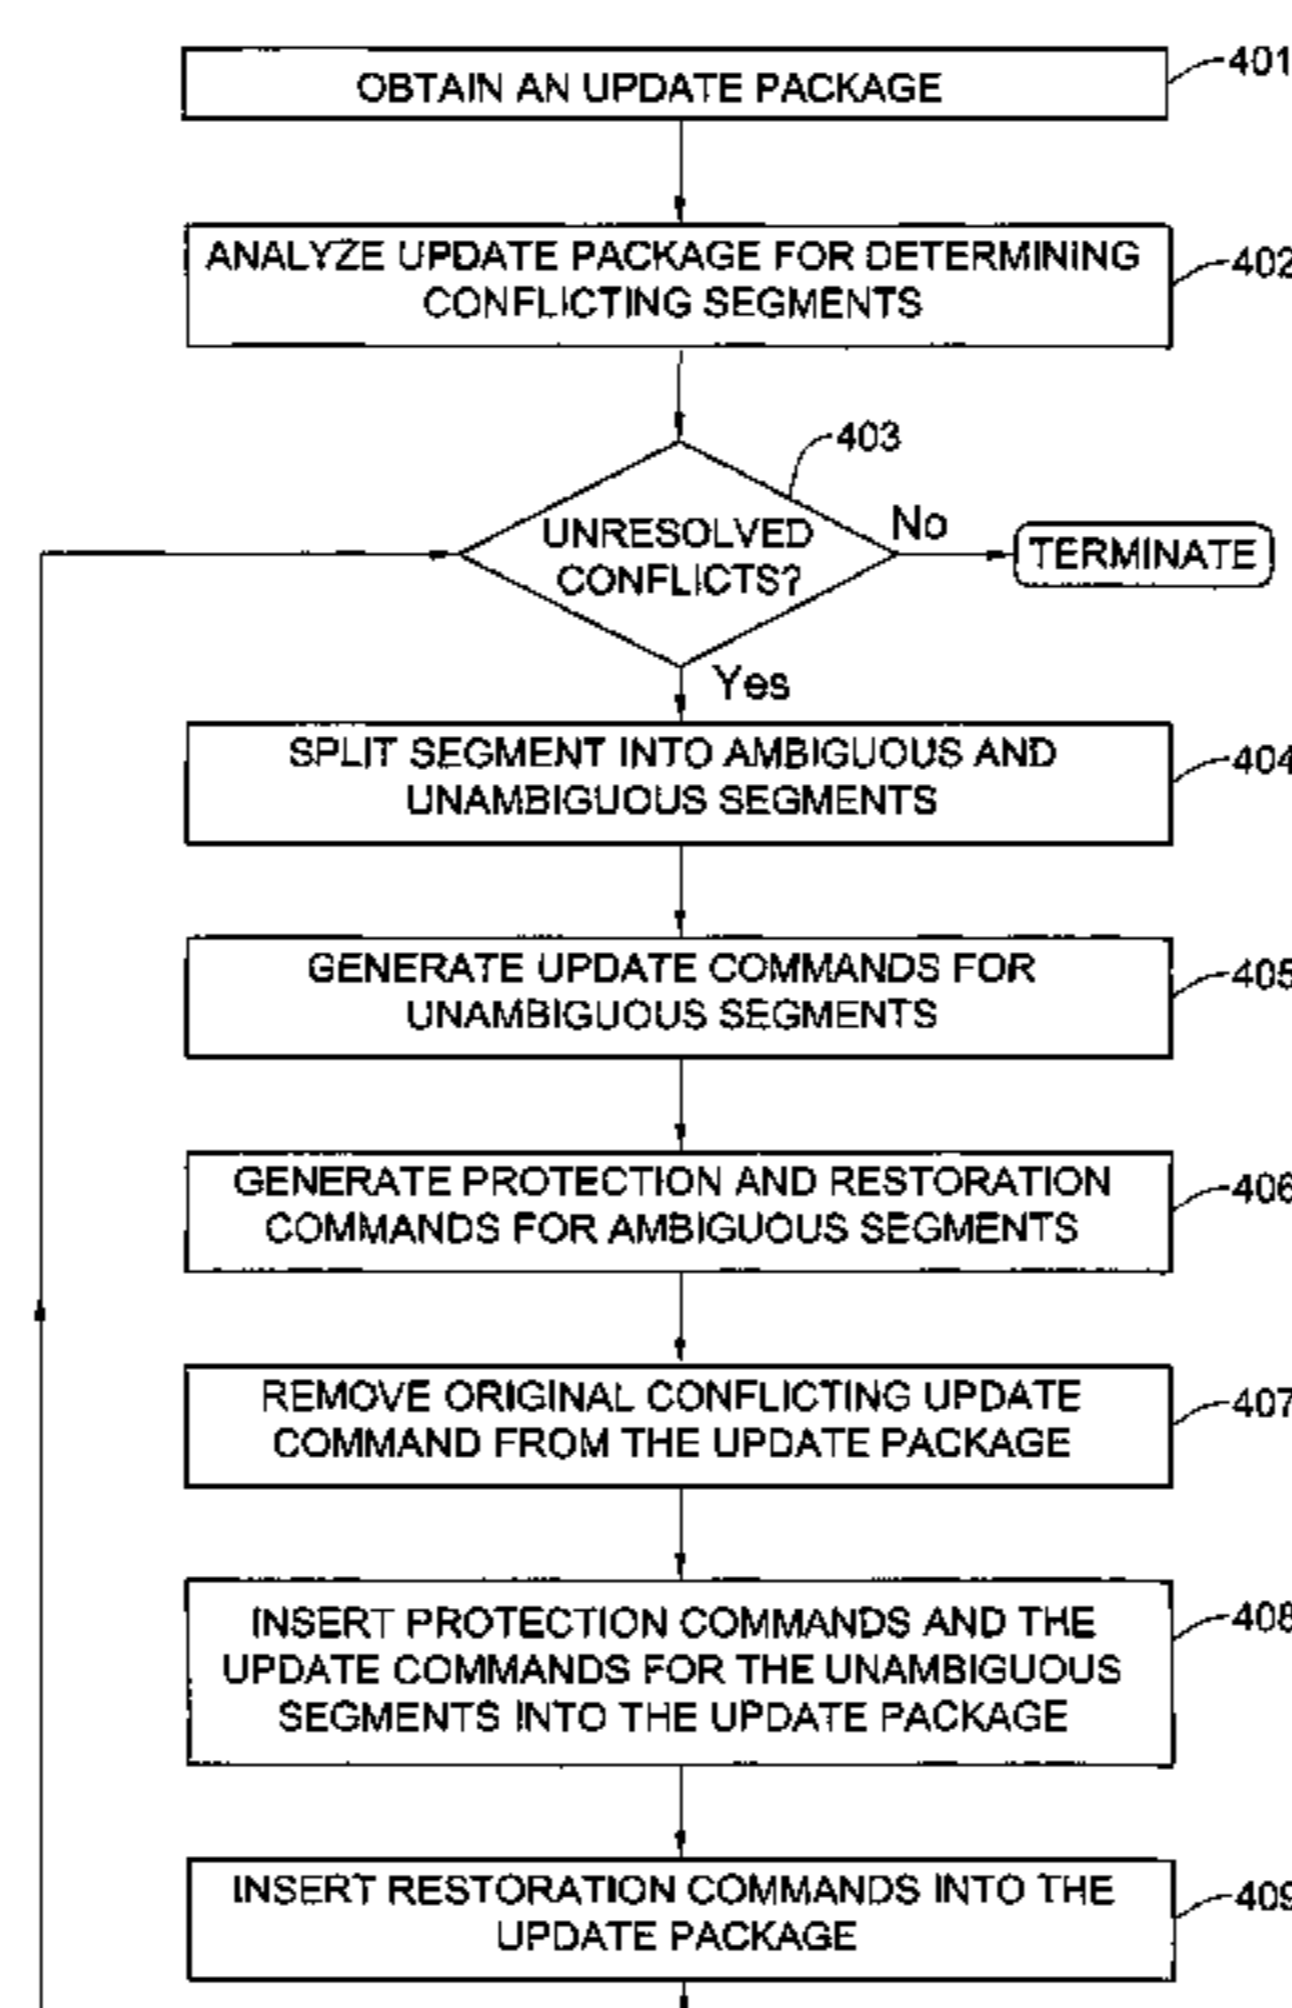 OBTAIN AN UPDATE PACKAGE
401
ANALYZE UPDATE PACKAGE FOR DETERMINING
CONFLICTING SEGMENTS
402
403
UNRESOLVED
CONFLICTS?
No
TERMINATE
Yes
SPLIT SEGMENT INTO AMBIGUOUS AND
UNAMBIGUOUS SEGMENTS
404
GENERATE UPDATE COMMANDS FOR
UNAMBIGUOUS SEGMENTS
405
GENERATE PROTECTION AND RESTORATION
COMMANDS FOR AMBIGUOUS SEGMENTS
406
REMOVE ORIGINAL CONFLICTING UPDATE
COMMAND FROM THE UPDATE PACKAGE
407
INSERT PROTECTION COMMANDS AND THE
UPDATE COMMANDS FOR THE UNAMBIGUOUS
SEGMENTS INTO THE UPDATE PACKAGE
408
INSERT RESTORATION COMMANDS INTO THE
UPDATE PACKAGE
409